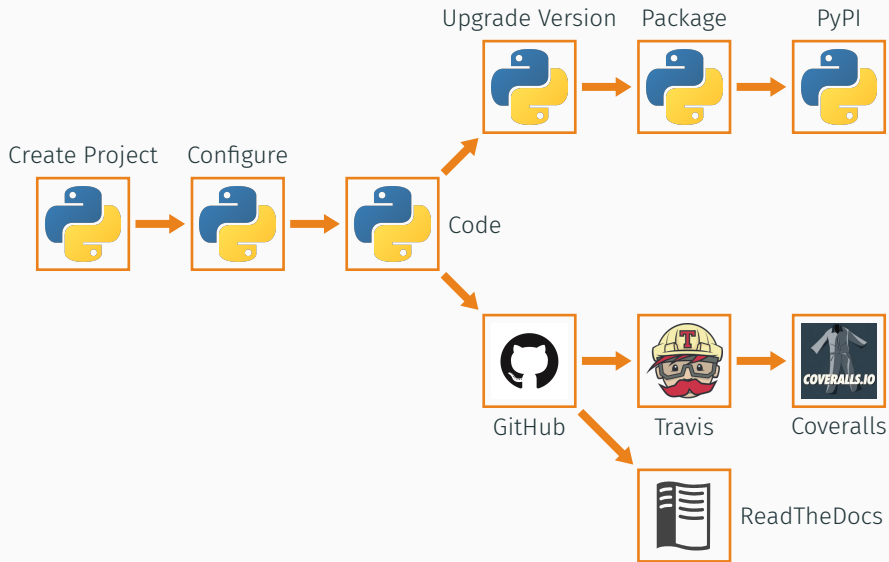 Upgrade Version
Package
PyPI
Create Project
Configure
Code
T
COVERALLS.IO
GitHub
Travis
Coveralls
ReadTheDocs